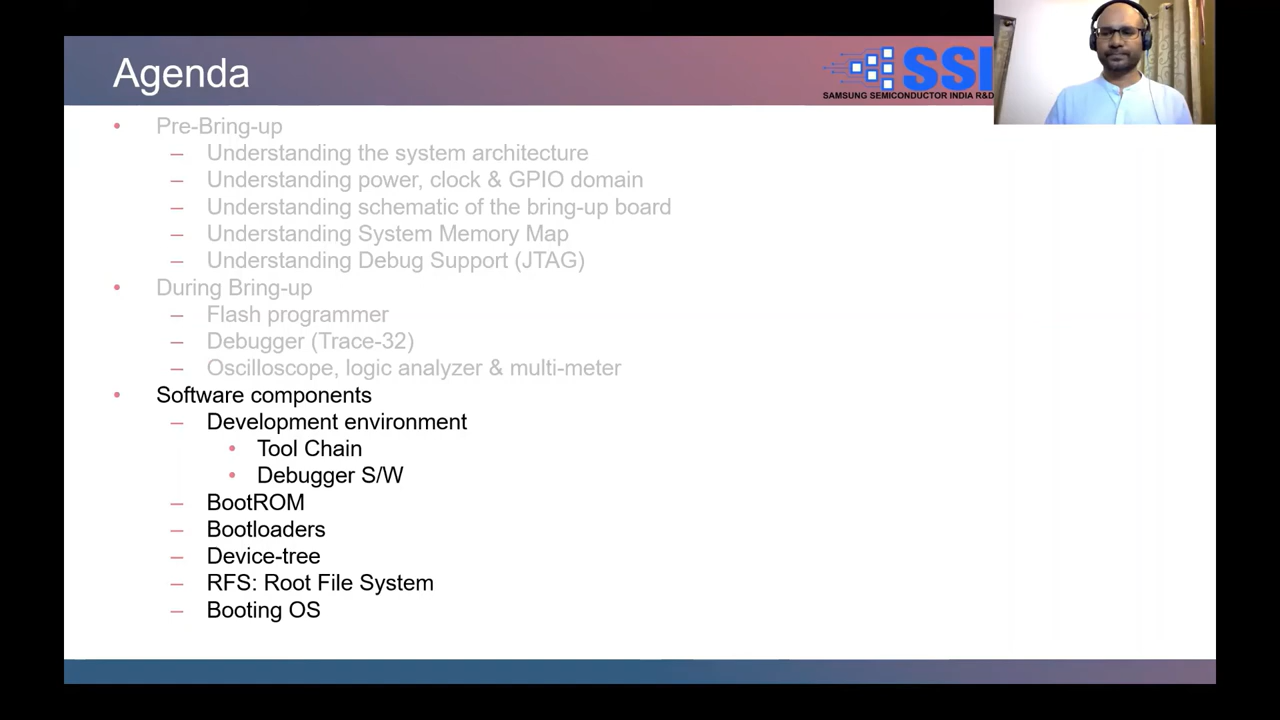 Agenda
SSI
SAMSUNG SEMICONDUCTOR INDIA R&D
• Pre-Bring-up
– Understanding the system architecture
– Understanding power, clock & GPIO domain
– Understanding schematic of the bring-up board
– Understanding System Memory Map
– Understanding Debug Support (JTAG)
• During Bring-up
– Flash programmer
– Debugger (Trace-32)
– Oscilloscope, logic analyzer & multi-meter
• Software components
– Development environment
• Tool Chain
• Debugger S/W
– BootROM
– Bootloaders
– Device-tree
– RFS: Root File System
– Booting OS